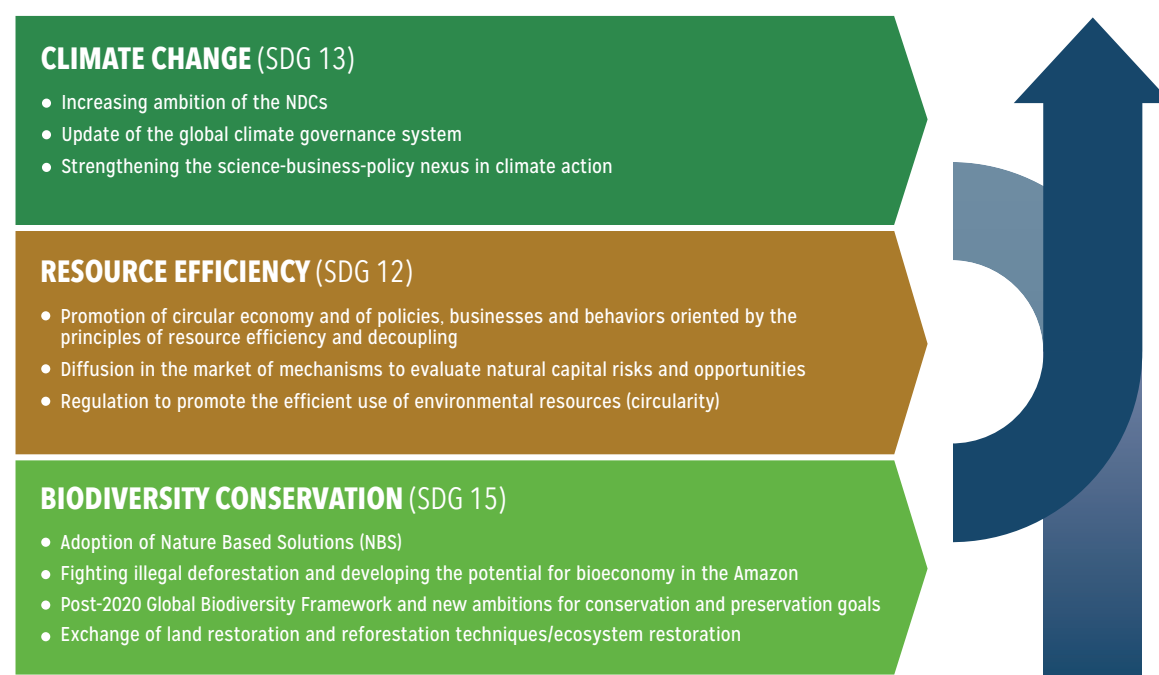 CLIMATE CHANGE (SDG 13)
● Increasing ambition of the NDCs
● Update of the global climate governance system
● Strengthening the science-business-policy nexus in climate action
RESOURCE EFFICIENCY (SDG 12)
● Promotion of circular economy and of policies, businesses and behaviors oriented by the
principles of resource efficiency and decoupling
● Diffusion in the market of mechanisms to evaluate natural capital risks and opportunities
● Regulation to promote the efficient use of environmental resources (circularity)
BIODIVERSITY CONSERVATION (SDG 15)
● Adoption of Nature Based Solutions (NBS)
● Fighting illegal deforestation and developing the potential for bioeconomy in the Amazon
● Post-2020 Global Biodiversity Framework and new ambitions for conservation and preservation goals
● Exchange of land restoration and reforestation techniques/ecosystem restoration